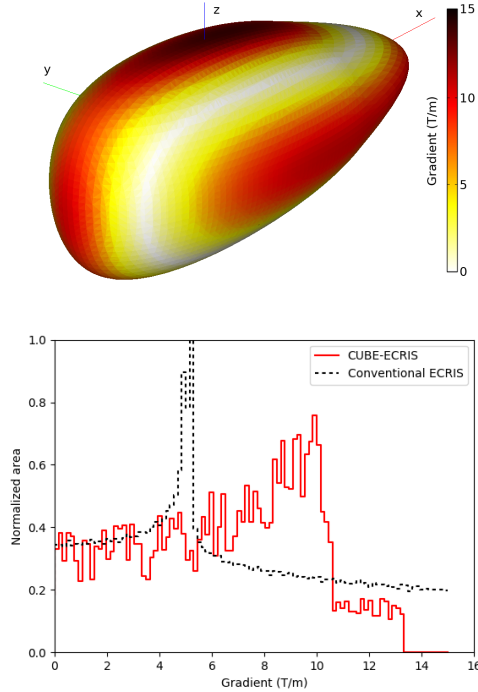 z
x
y
15
10
5
0
Gradient (T/m)
1.0
0.8
0.6
0.4
0.2
0.0
Normalized area
CUBE-ECRIS
Conventional ECRIS
0 2 4 6 8 10 12 14 16
Gradient (T/m)